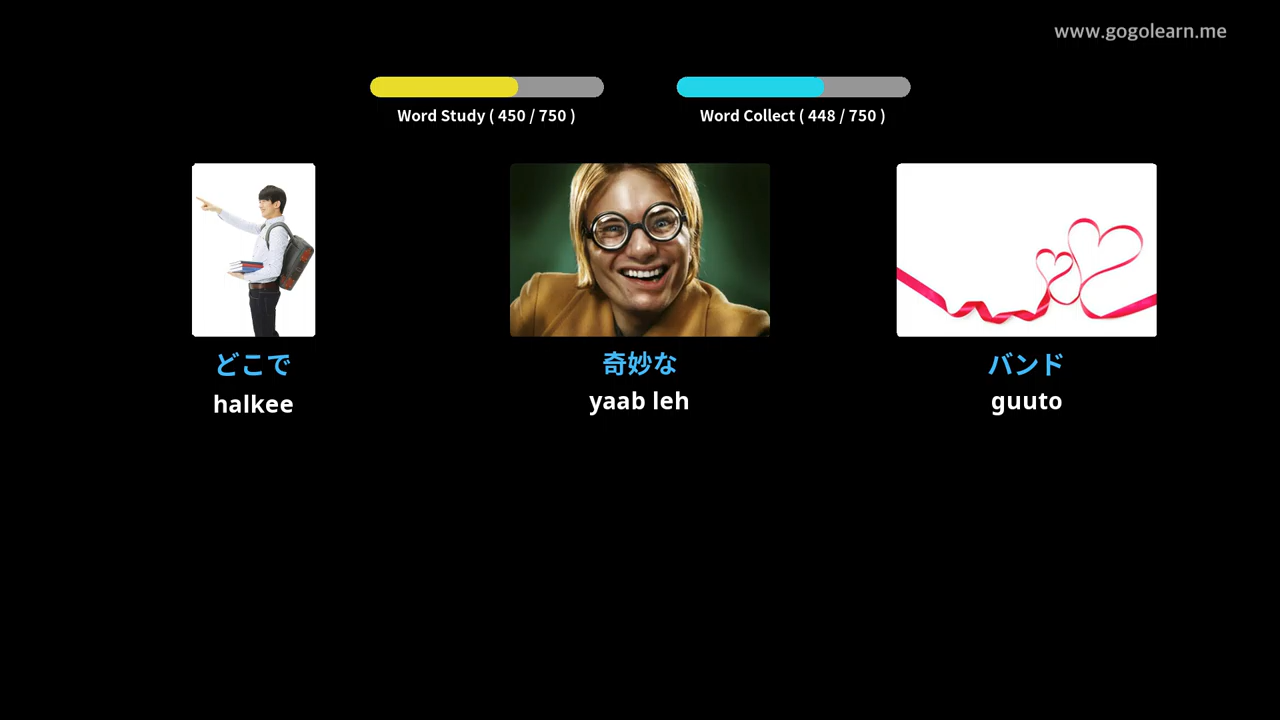 www.gogolearn.me
Word Study ( 450 / 750 )
Word Collect ( 448 / 750 )
どこで
halkee
奇妙な
yaab leh
バンド
guuto